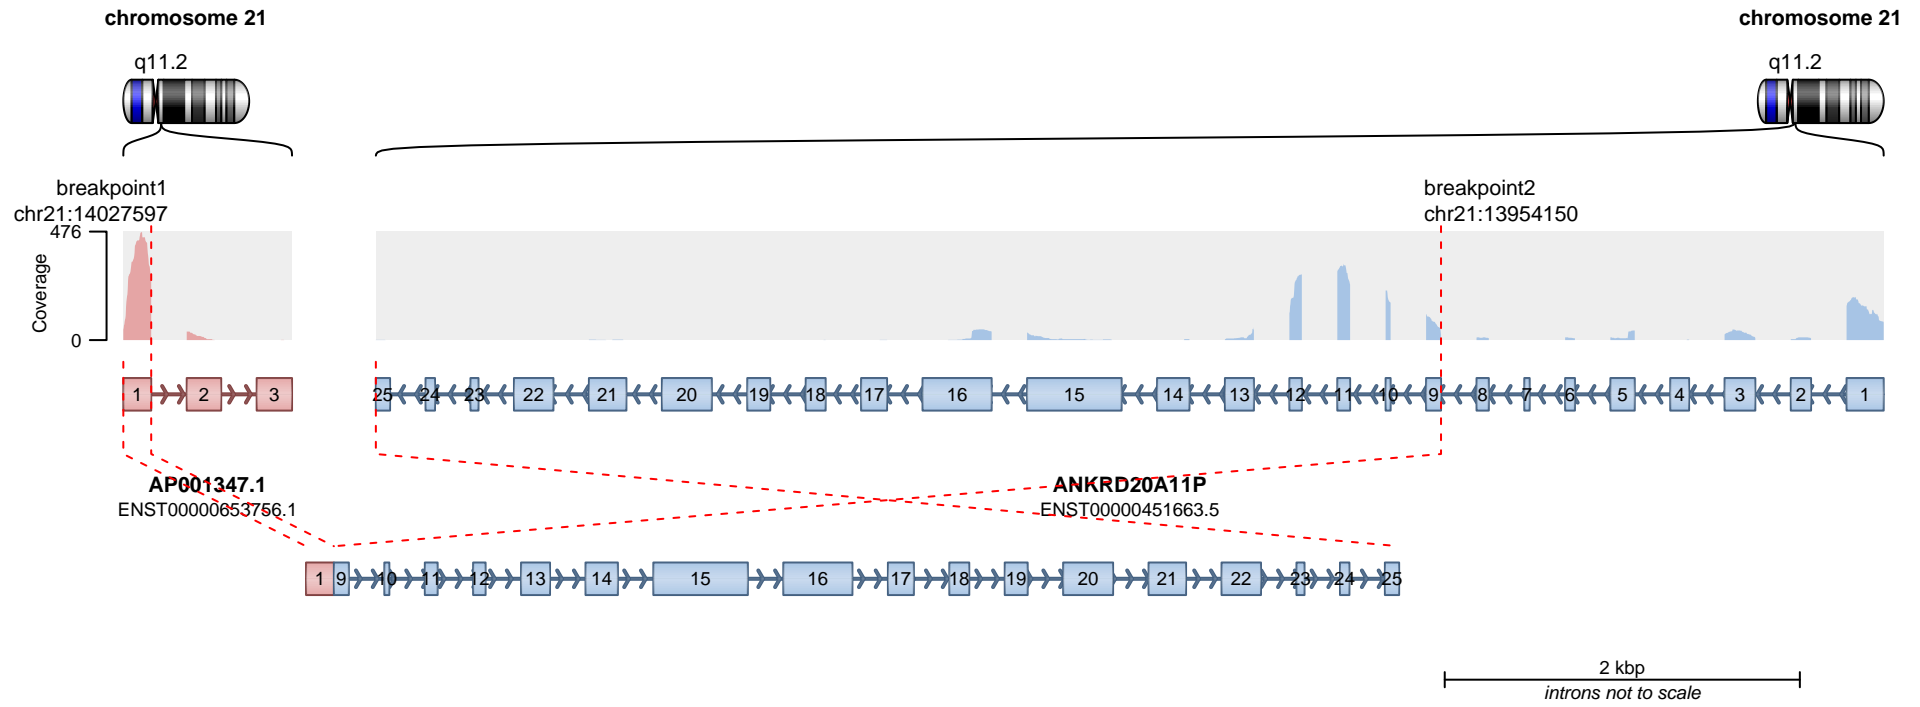 chromosome 21
chromosome 21
q11.2
q11.2
breakpoint1
chr21:14027597
breakpoint2
chr21:13954150
476
Coverage
0
1 2 3
25 24 23 22 21 20 19 18 17 16 15 14 13 12 11 10 9 8 7 6 5 4 3 2 1
AP001347.1
ENST00000653756.1
ANKRD20A11P
ENST00000451663.5
1 9 10 11 12 13 14 15 16 17 18 19 20 21 22 23 24 25
2 kbp
introns not to scale